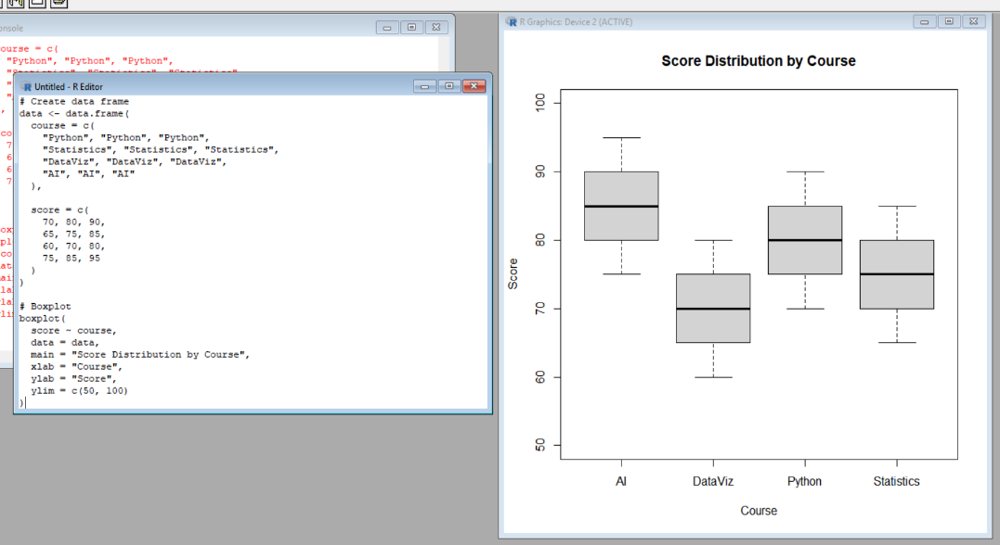 onsole
ourse = c(
"Python", "Python", "Python",
Untitled - R Editor
# Create data frame
data <- data.frame(
  course = c(
    "Python", "Python", "Python",
    "Statistics", "Statistics", "Statistics",
    "DataViz", "DataViz", "DataViz",
    "AI", "AI", "AI"
  ),
  score = c(
    70, 80, 90,
    65, 75, 85,
    60, 70, 80,
    75, 85, 95
  )
)
# Boxplot
boxplot(
  score ~ course,
  data = data,
  main = "Score Distribution by Course",
  xlab = "Course",
  ylab = "Score",
  ylim = c(50, 100)
)
R Graphics: Device 2 (ACTIVE)
Score Distribution by Course
100
90
80
70
60
50
Score
AI DataViz Python Statistics
Course